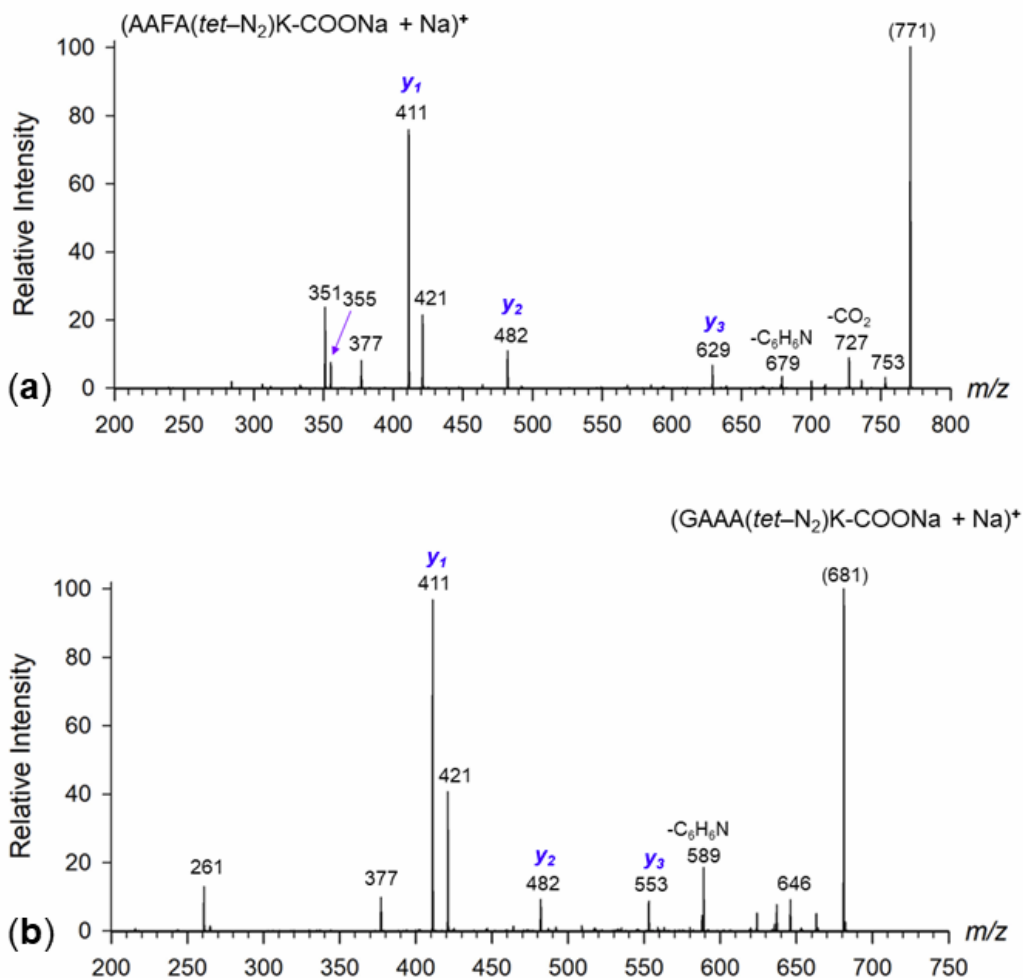 (AAFA(tet–N₂)K-COONa + Na)⁺
(771)
100
y₁
411
80
Relative Intensity
60
40
351
355
421
y₂
-CO₂
377
482
y₃
-C₆H₆N
727
20
629
679
753
(a)
0
m/z
200 250 300 350 400 450 500 550 600 650 700 750 800
(GAAA(tet–N₂)K-COONa + Na)⁺
y₁
(681)
411
100
80
Relative Intensity
60
421
40
-C₆H₆N
y₂
y₃
589
261
377
482
553
646
20
(b)
0
m/z
200 250 300 350 400 450 500 550 600 650 700 750